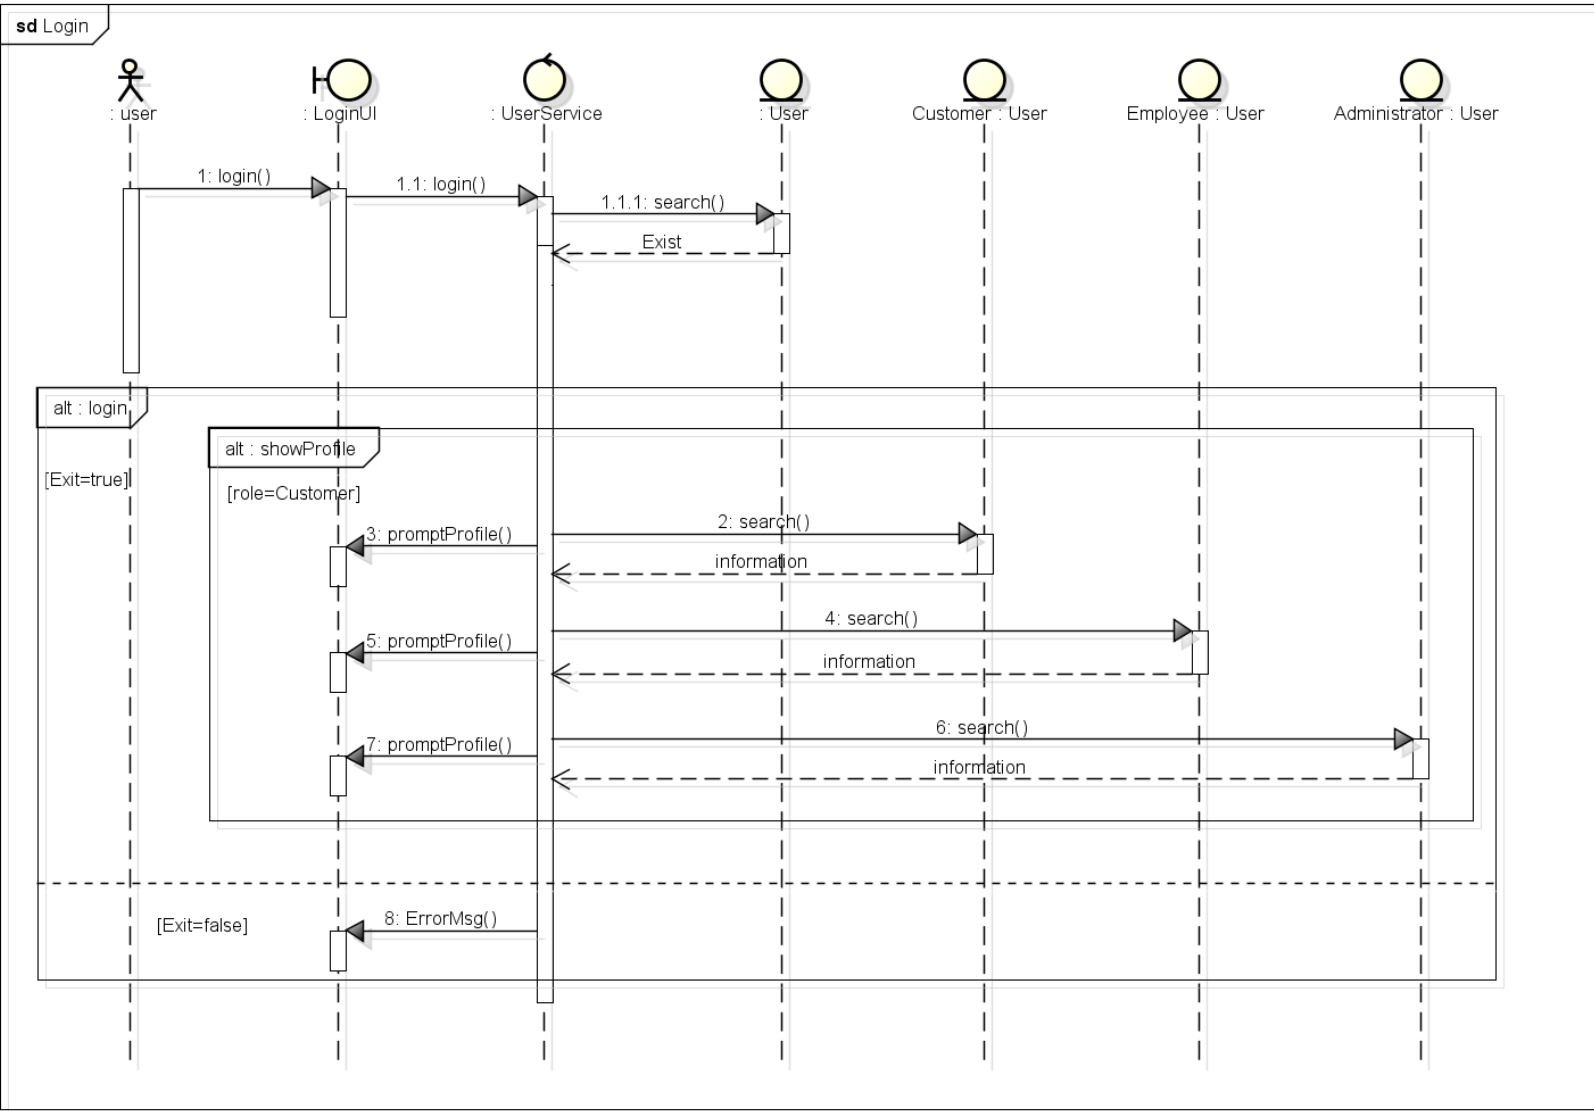 sd Login
: user
: LoginUI
: UserService
: User
Customer : User
Employee : User
Administrator : User
1: login()
1.1: login()
1.1.1: search()
Exist
alt : login
alt : showProfile
[Exit=true]
[role=Customer]
2: search()
3: promptProfile()
information
4: search()
5: promptProfile()
information
6: search()
7: promptProfile()
information
[Exit=false]
8: ErrorMsg()